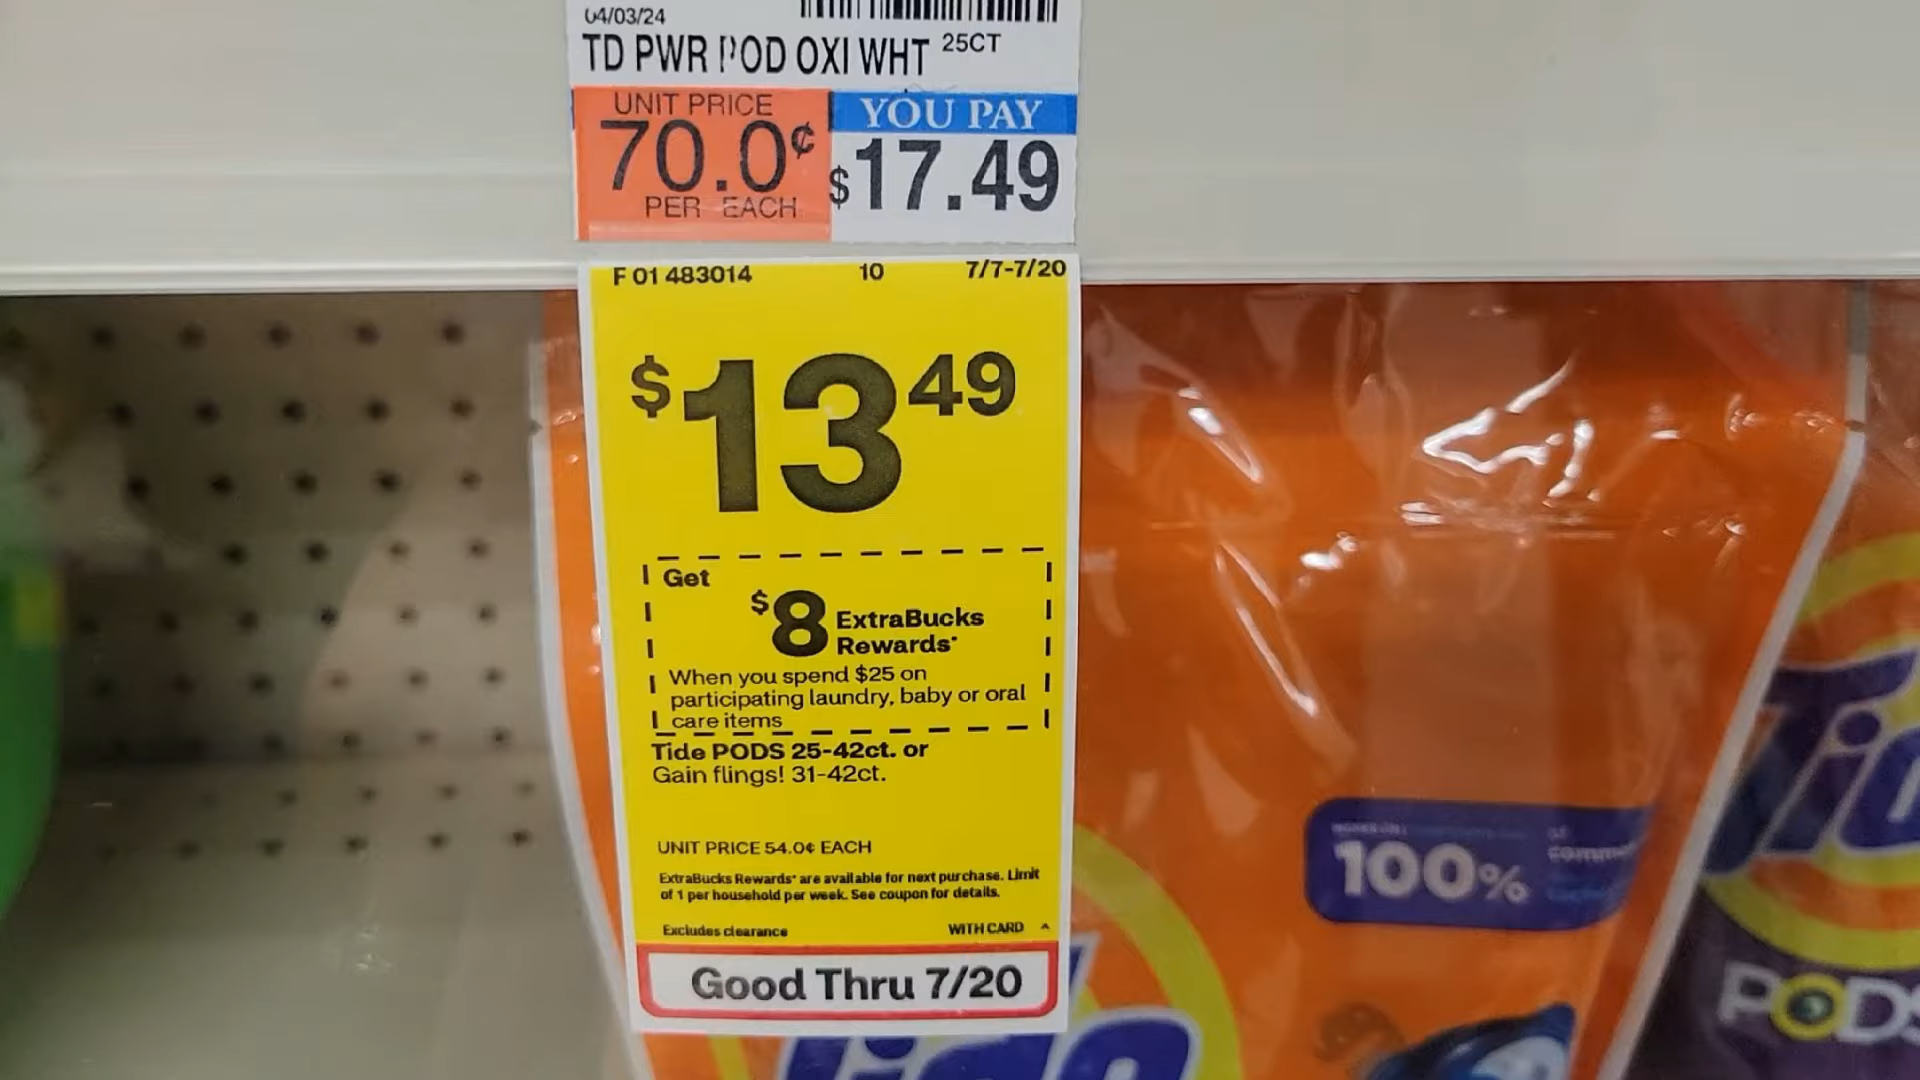 04/03/24
TD PWR POD OXI WHT 25CT
UNIT PRICE
70.0¢
PER EACH
YOU PAY
$17.49
F 01 483014 10 7/7-7/20
$13 49
Get
$8 ExtraBucks
Rewards*
When you spend $25 on
participating laundry, baby or oral
care items
Tide PODS 25-42ct. or
Gain flings! 31-42ct.
UNIT PRICE 54.0¢ EACH
ExtraBucks Rewards* are available for next purchase. Limit
of 1 per household per week. See coupon for details.
Excludes clearance WITH CARD ^
Good Thru 7/20
100%
Tide
Tide
PODS